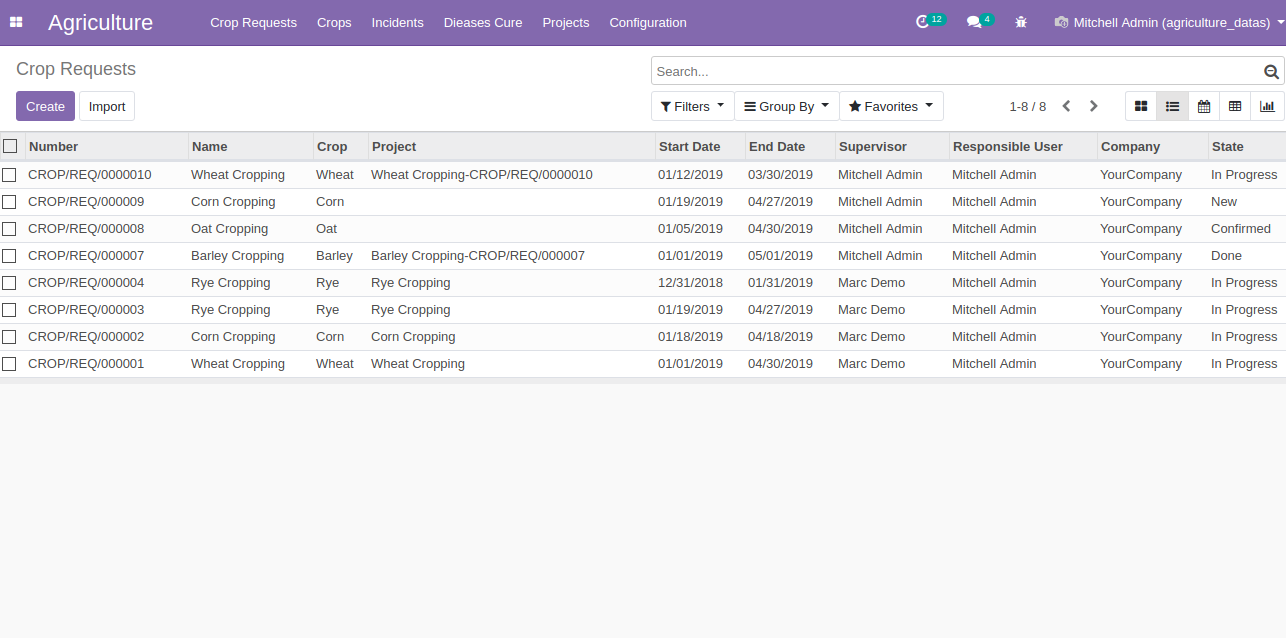 Agriculture Crop Requests Crops Incidents Dieases Cure Projects Configuration 12 4 Mitchell Admin (agriculture_datas)
Crop Requests Search...
Create Import Filters Group By Favorites 1-8 / 8
Number Name Crop Project Start Date End Date Supervisor Responsible User Company State
CROP/REQ/0000010 Wheat Cropping Wheat Wheat Cropping-CROP/REQ/0000010 01/12/2019 03/30/2019 Mitchell Admin Mitchell Admin YourCompany In Progress
CROP/REQ/000009 Corn Cropping Corn 01/19/2019 04/27/2019 Mitchell Admin Mitchell Admin YourCompany New
CROP/REQ/000008 Oat Cropping Oat 01/05/2019 04/30/2019 Mitchell Admin Mitchell Admin YourCompany Confirmed
CROP/REQ/000007 Barley Cropping Barley Barley Cropping-CROP/REQ/000007 01/01/2019 05/01/2019 Mitchell Admin Mitchell Admin YourCompany Done
CROP/REQ/000004 Rye Cropping Rye Rye Cropping 12/31/2018 01/31/2019 Marc Demo Mitchell Admin YourCompany In Progress
CROP/REQ/000003 Rye Cropping Rye Rye Cropping 01/19/2019 04/27/2019 Marc Demo Mitchell Admin YourCompany In Progress
CROP/REQ/000002 Corn Cropping Corn Corn Cropping 01/18/2019 04/18/2019 Marc Demo Mitchell Admin YourCompany In Progress
CROP/REQ/000001 Wheat Cropping Wheat Wheat Cropping 01/01/2019 04/30/2019 Marc Demo Mitchell Admin YourCompany In Progress